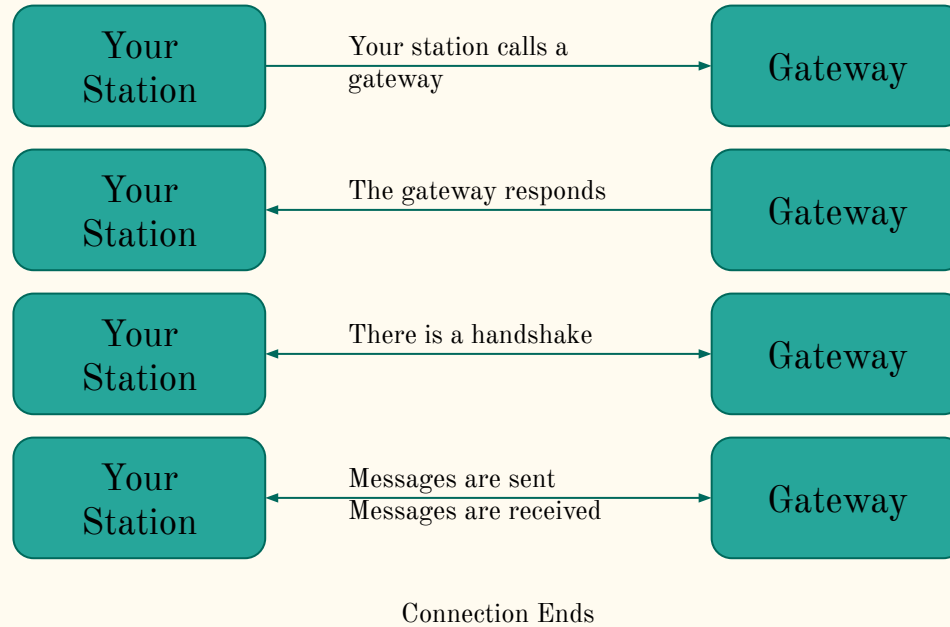 Your
Station
Your station calls a
gateway
Gateway
Your
Station
The gateway responds
Gateway
Your
Station
There is a handshake
Gateway
Your
Station
Messages are sent
Messages are received
Gateway
Connection Ends